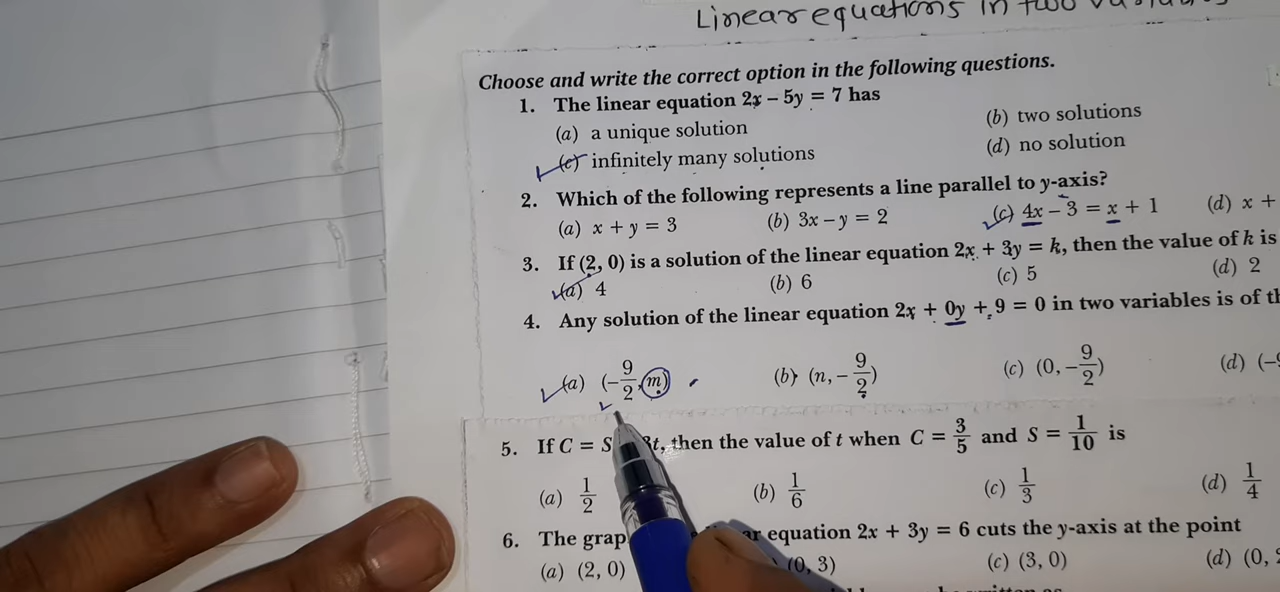 Linear equations in two
Choose and write the correct option in the following questions.
1. The linear equation 2x – 5y = 7 has
(a) a unique solution (b) two solutions
(c) infinitely many solutions (d) no solution
2. Which of the following represents a line parallel to y-axis?
(a) x + y = 3 (b) 3x – y = 2 (c) 4x – 3 = x + 1 (d) x +
3. If (2, 0) is a solution of the linear equation 2x + 3y = k, then the value of k is
(a) 4 (b) 6 (c) 5 (d) 2
4. Any solution of the linear equation 2x + 0y + 9 = 0 in two variables is of
(a) (–9/2, m) (b) (n, –9/2) (c) (0, –9/2) (d) (–
5. If C = S t, then the value of t when C = 3/5 and S = 1/10 is
(a) 1/2 (b) 1/6 (c) 1/3 (d) 1/4
6. The equation 2x + 3y = 6 cuts the y-axis at the point
(a) (2, 0) (0, 3) (c) (3, 0) (d) (0,